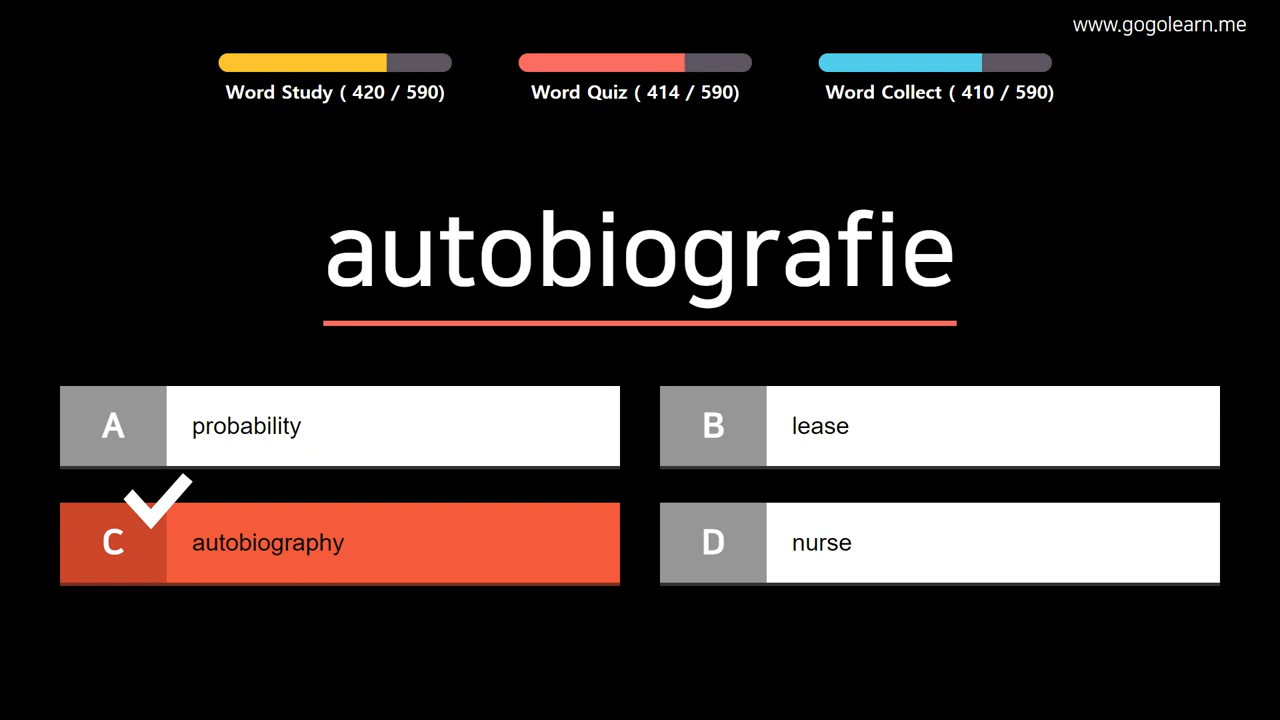 www.gogolearn.me
Word Study ( 420 / 590)
Word Quiz ( 414 / 590)
Word Collect ( 410 / 590)
autobiografie
A probability
B lease
C autobiography
D nurse